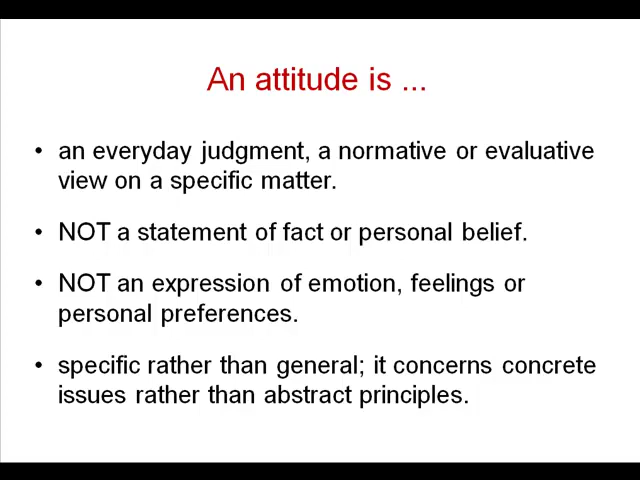 An attitude is ...
• an everyday judgment, a normative or evaluative
view on a specific matter.
• NOT a statement of fact or personal belief.
• NOT an expression of emotion, feelings or
personal preferences.
• specific rather than general; it concerns concrete
issues rather than abstract principles.